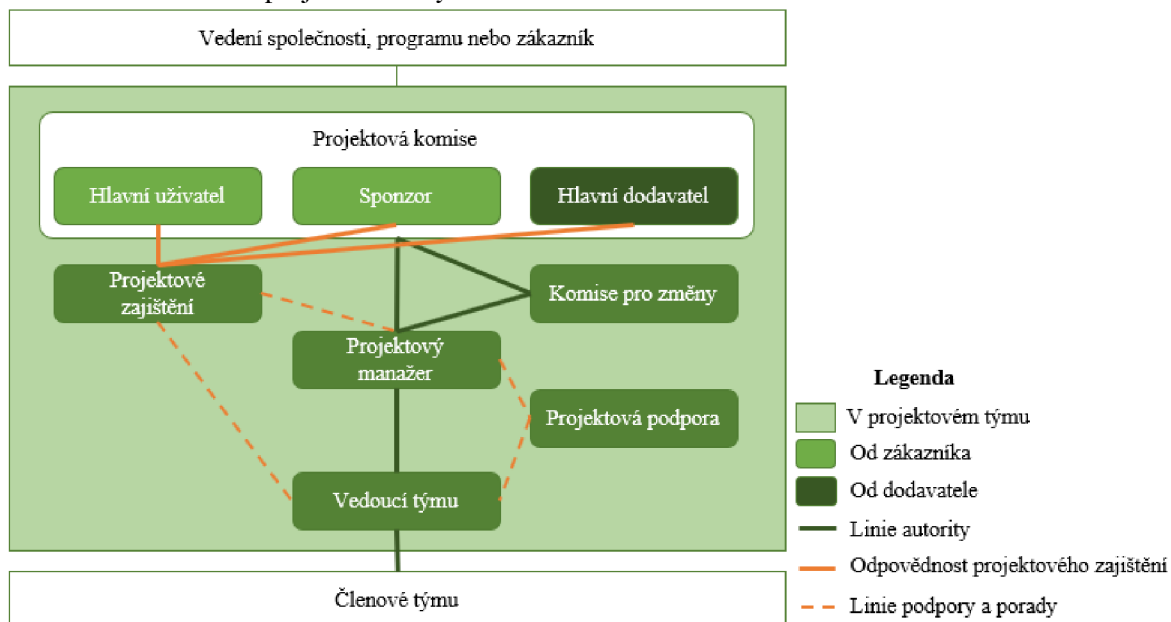 Vedení společnosti, programu nebo zákazník
Projektová komise
Hlavní uživatel
Sponzor
Hlavní dodavatel
Projektové
zajištění
Komise pro změny
Projektový
manažer
Projektová podpora
Vedoucí týmu
Členové týmu
Legenda
V projektovém týmu
Od zákazníka
Od dodavatele
Linie autority
Odpovědnost projektového zajištění
Linie podpory a porady